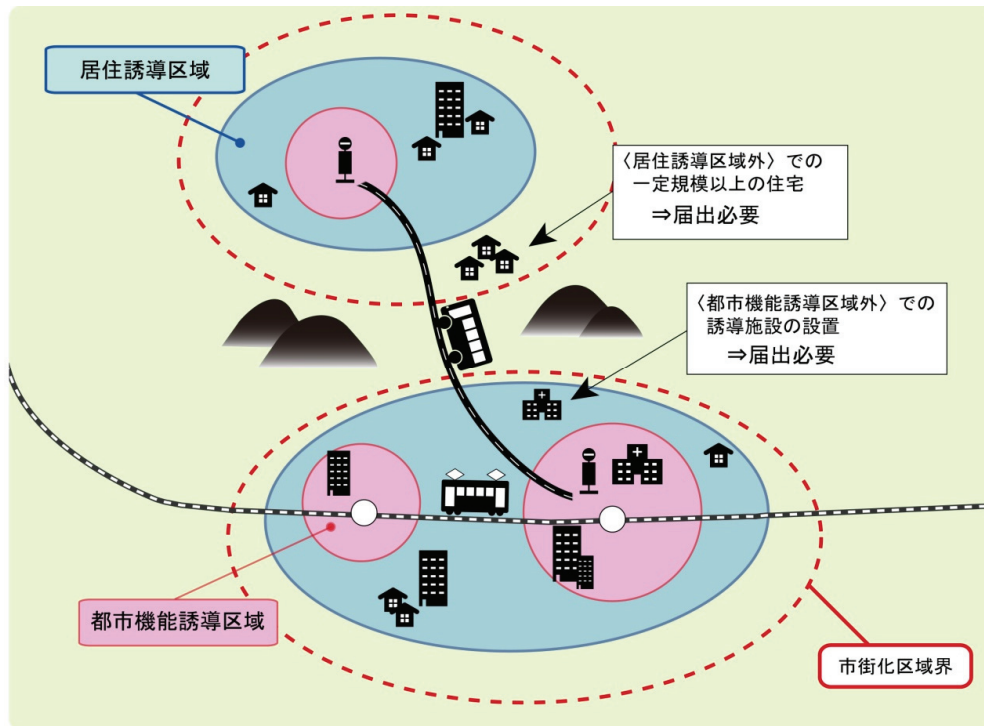 居住誘導区域
〈居住誘導区域外〉での
一定規模以上の住宅
⇒届出必要
〈都市機能誘導区域外〉での
誘導施設の設置
⇒届出必要
都市機能誘導区域
市街化区域界